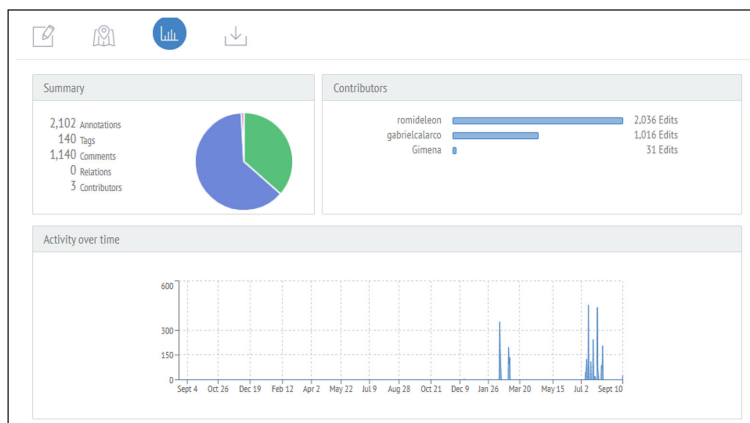 Summary
2,102 Annotations
140 Tags
1,140 Comments
0 Relations
3 Contributors
Contributors
romideleon 2,036 Edits
gabrielcalarco 1,016 Edits
Gimena 31 Edits
Activity over time
600
300
150
0
Sept 4 Oct 26 Dec 19 Feb 12 Apr 2 May 22 Jul 9 Aug 28 Oct 21 Dec 9 Jan 26 Mar 20 May 15 Jul 2 Sept 10